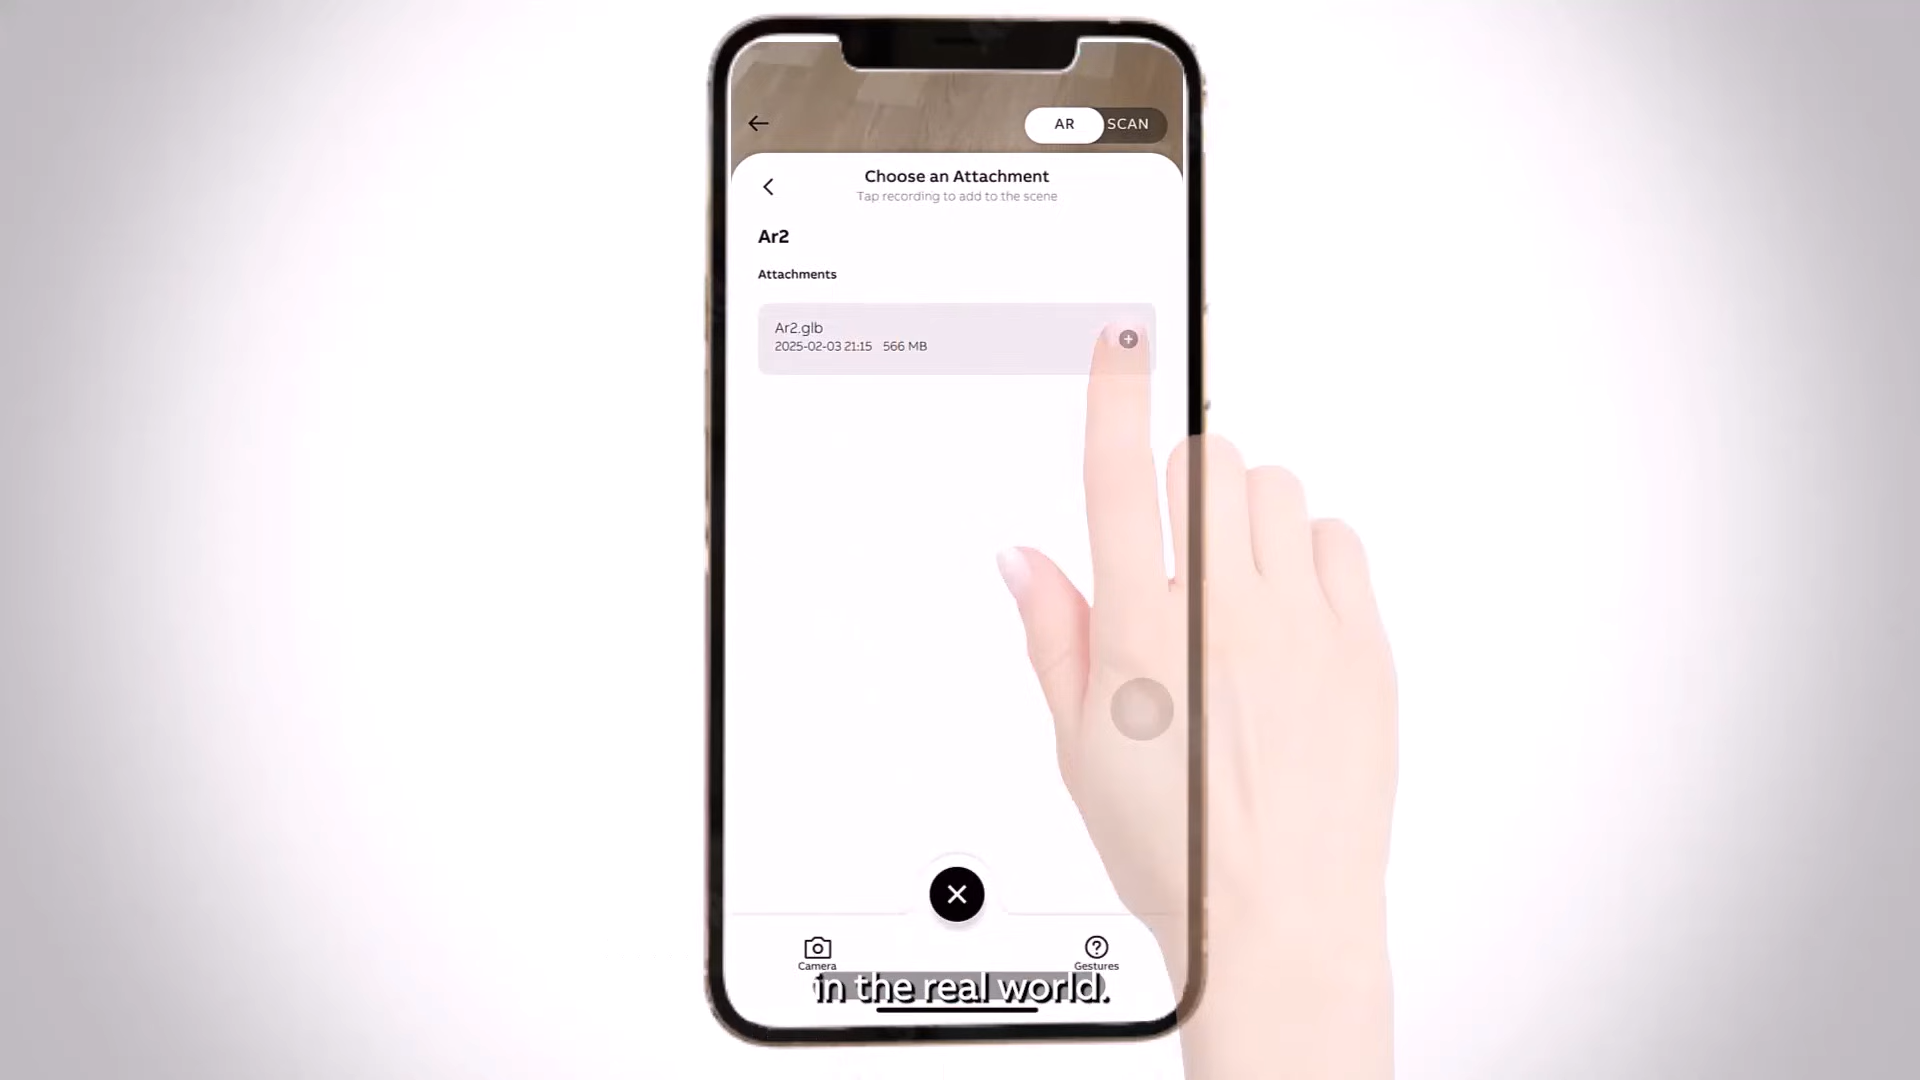 AR SCAN
Choose an Attachment
Tap recording to add to the scene
Ar2
Attachments
Ar2.glb
2025-02-03 21:15 566 MB
Camera
Gestures
in the real world.